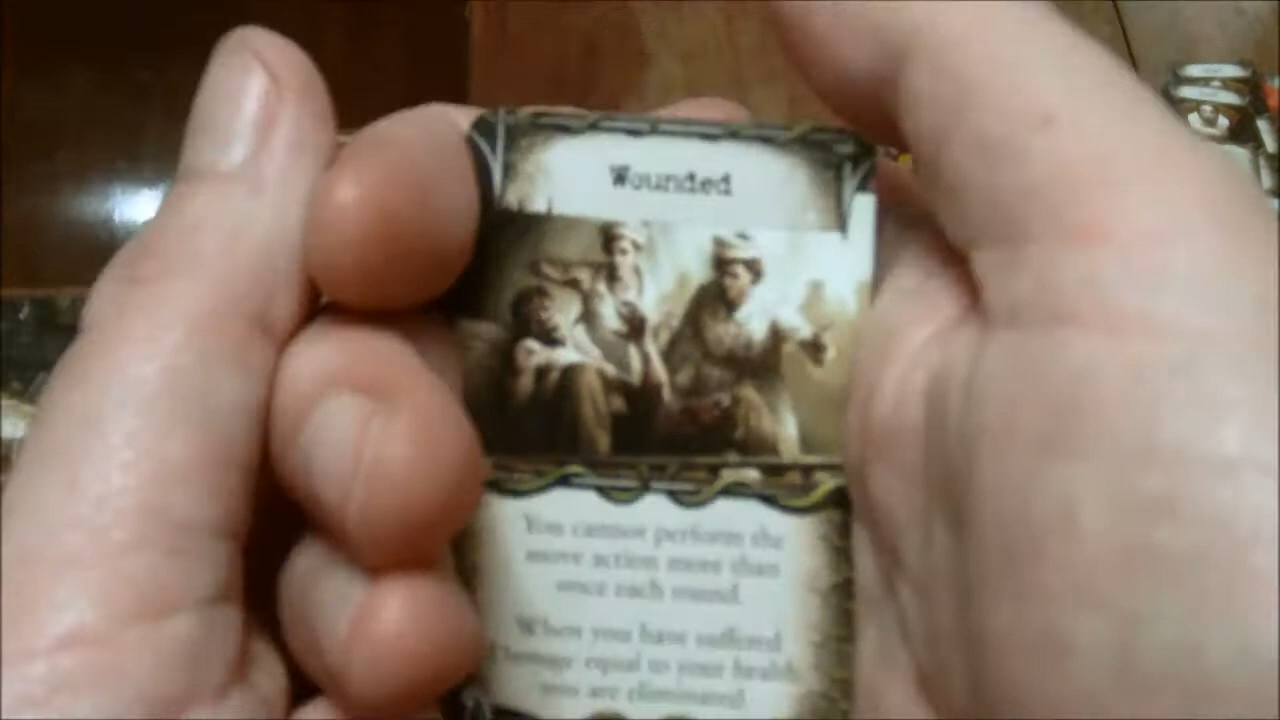 Wounded
You cannot perform the
move action more than
once each round.
When you have suffered
Damage equal to your health,
you are eliminated.